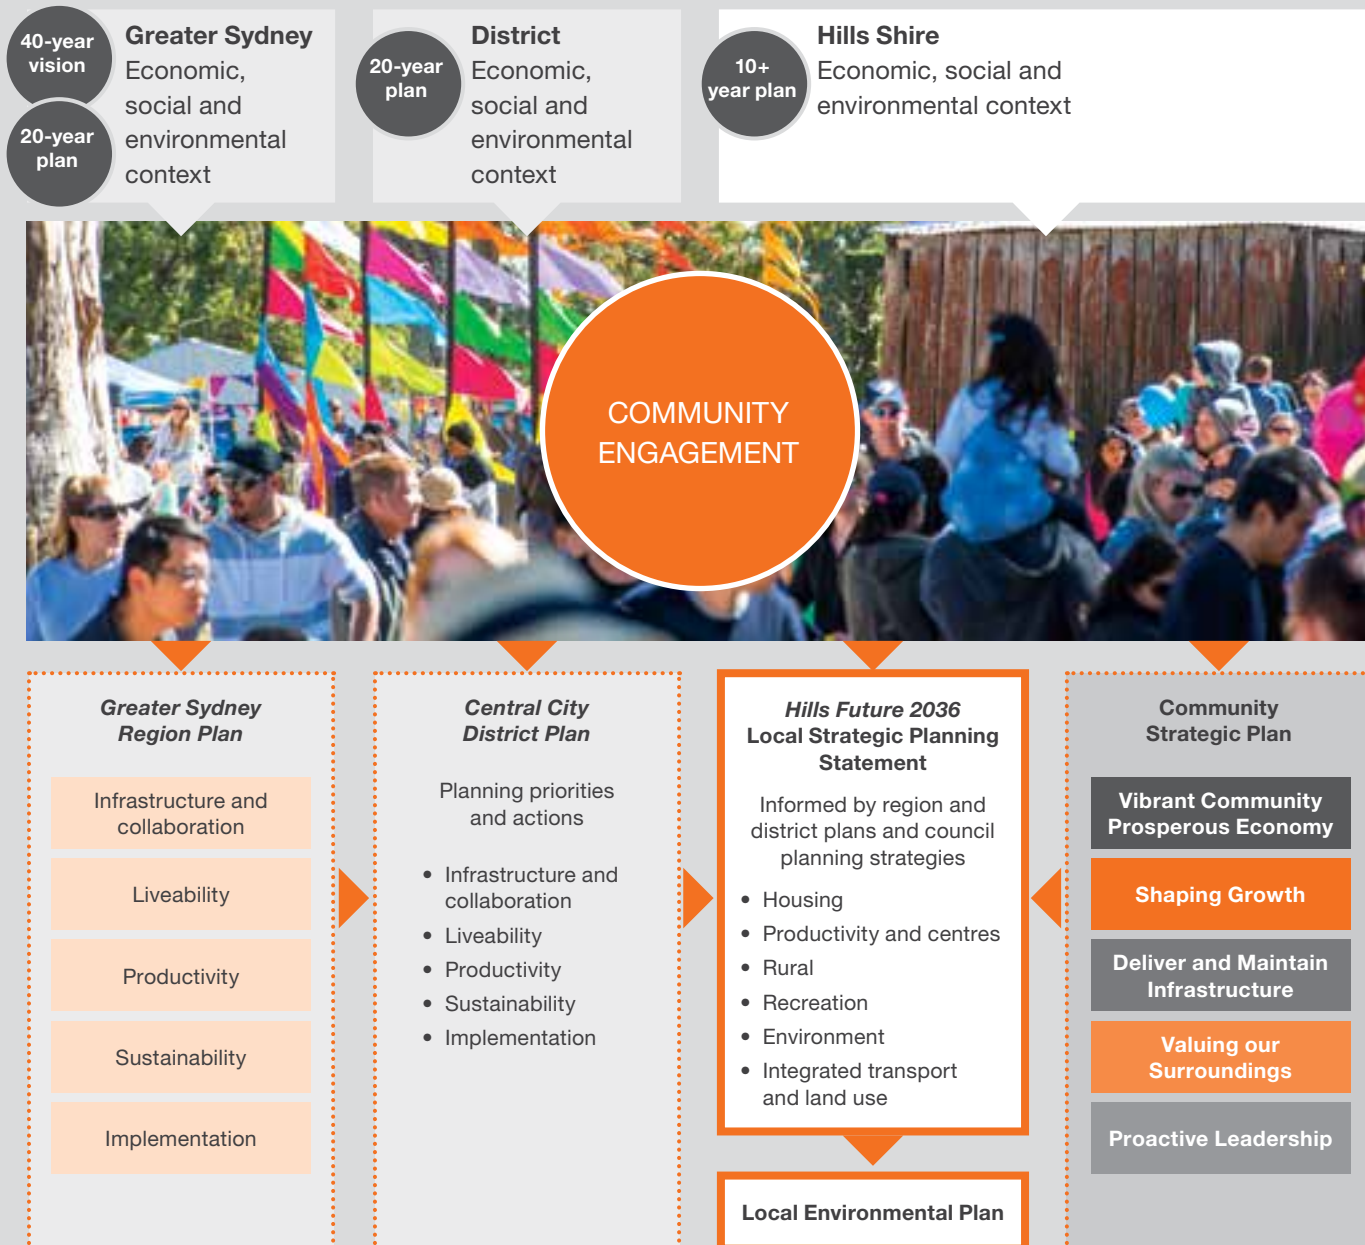 40-year
vision
20-year
plan
Greater Sydney
Economic,
social and
environmental
context
20-year
plan
District
Economic,
social and
environmental
context
10+
year plan
Hills Shire
Economic, social and
environmental context
COMMUNITY
ENGAGEMENT
Greater Sydney
Region Plan
Infrastructure and
collaboration
Liveability
Productivity
Sustainability
Implementation
Central City
District Plan
Planning priorities
and actions
• Infrastructure and
collaboration
• Liveability
• Productivity
• Sustainability
• Implementation
Hills Future 2036
Local Strategic Planning
Statement
Informed by region and
district plans and council
planning strategies
• Housing
• Productivity and centres
• Rural
• Recreation
• Environment
• Integrated transport
and land use
Local Environmental Plan
Community
Strategic Plan
Vibrant Community
Prosperous Economy
Shaping Growth
Deliver and Maintain
Infrastructure
Valuing our
Surroundings
Proactive Leadership